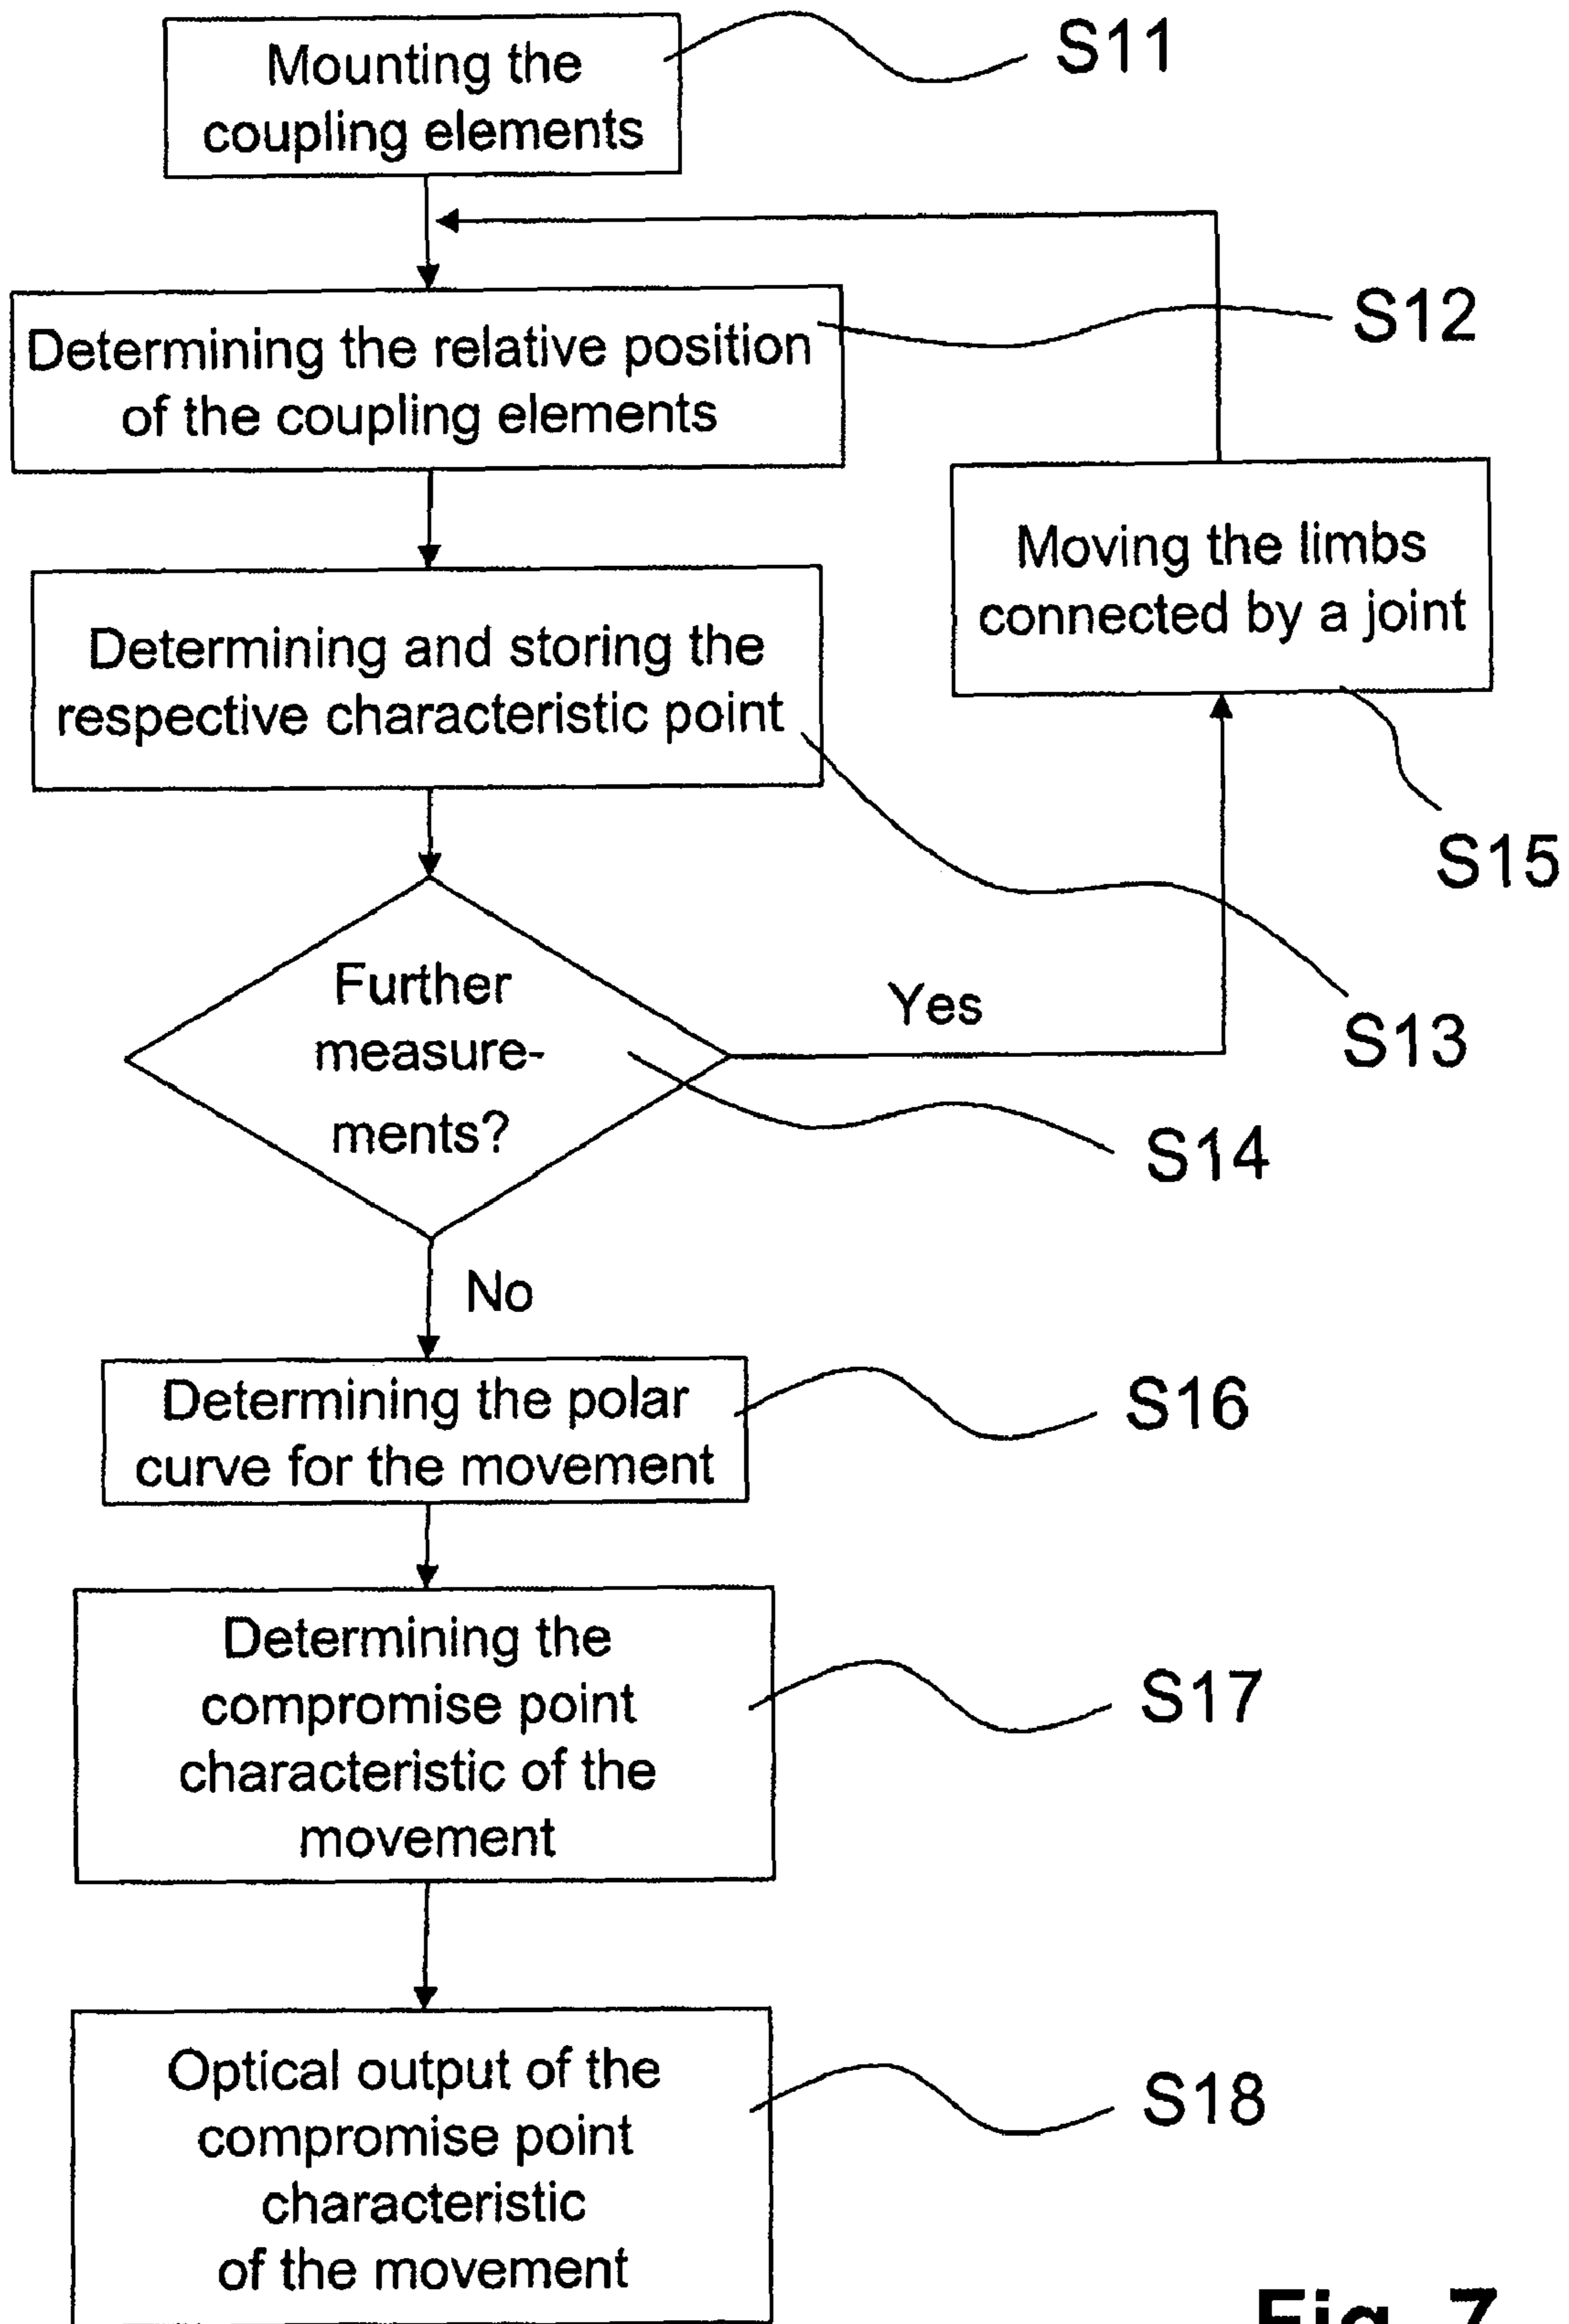 Mounting the
coupling elements
S11
Determining the relative position
of the coupling elements
S12
Moving the limbs
connected by a joint
S15
Determining and storing the
respective characteristic point
S13
Further
measure-
ments?
Yes
S14
No
Determining the polar
curve for the movement
S16
Determining the
compromise point
characteristic of the
movement
S17
Optical output of the
compromise point
characteristic
of the movement
S18
Fig. 7